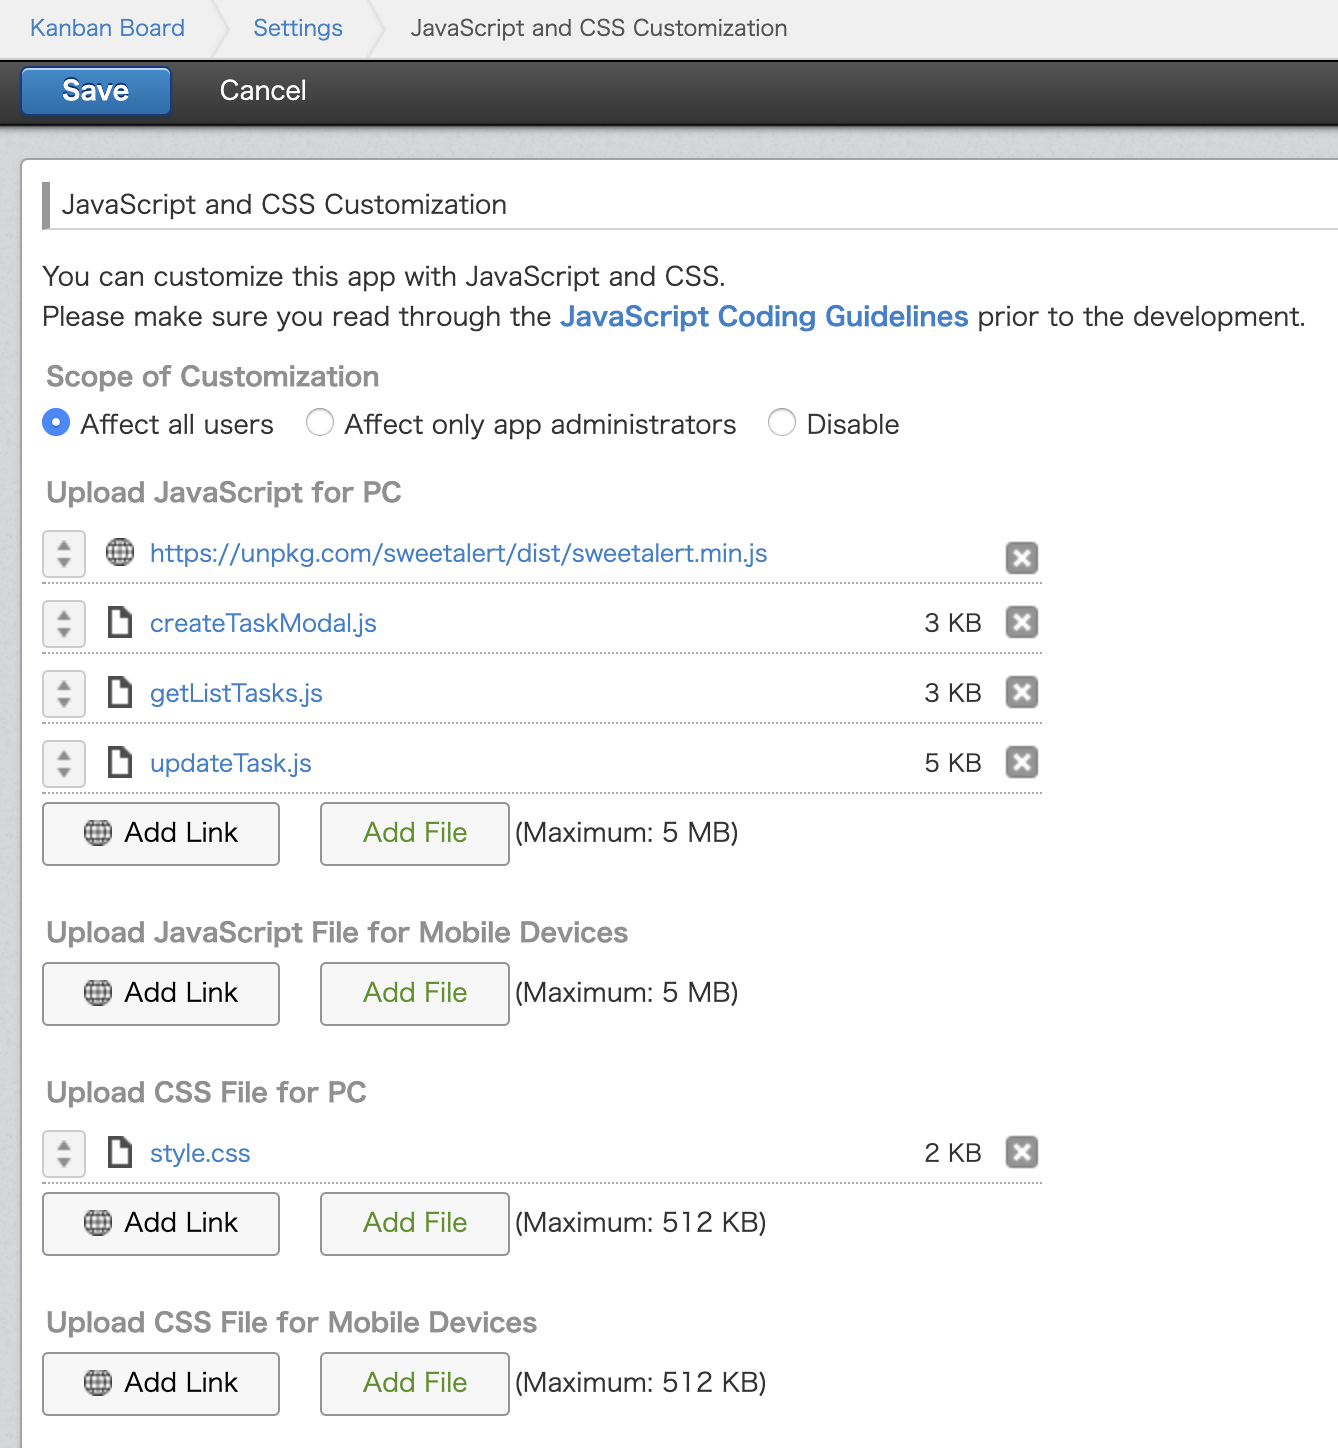 Kanban Board Settings JavaScript and CSS Customization
Save Cancel
JavaScript and CSS Customization
You can customize this app with JavaScript and CSS.
Please make sure you read through the JavaScript Coding Guidelines prior to the development.
Scope of Customization
Affect all users Affect only app administrators Disable
Upload JavaScript for PC
https://unpkg.com/sweetalert/dist/sweetalert.min.js
createTaskModal.js 3 KB
getListTasks.js 3 KB
updateTask.js 5 KB
Add Link Add File (Maximum: 5 MB)
Upload JavaScript File for Mobile Devices
Add Link Add File (Maximum: 5 MB)
Upload CSS File for PC
style.css 2 KB
Add Link Add File (Maximum: 512 KB)
Upload CSS File for Mobile Devices
Add Link Add File (Maximum: 512 KB)